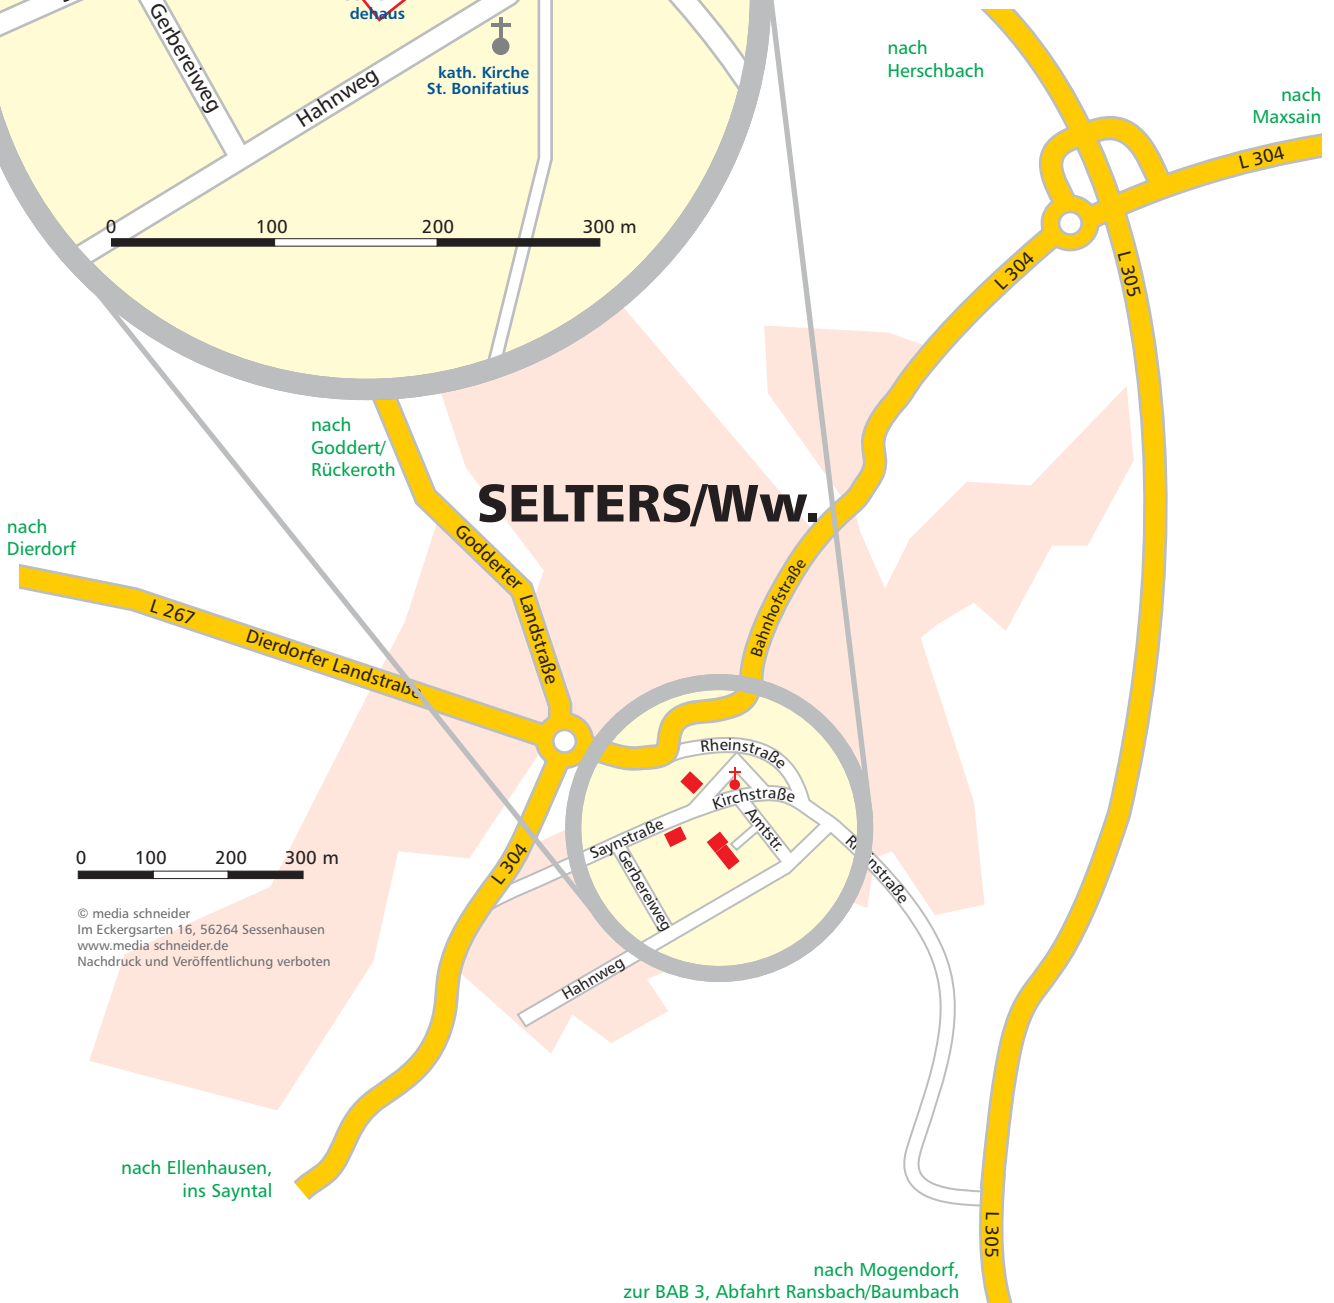 dehaus
Gerbereiweg
Hahnweg
kath. Kirche
St. Bonifatius
0 100 200 300 m
nach
Herschbach
nach
Maxsain
L 304
L 304
L 305
nach
Goddert/
Rückeroth
SELTERS/Ww.
nach
Dierdorf
L 267
Dierdorfer Landstraße
Godderter
Landstraße
Bahnhofstraße
Rheinstraße
Kirchstraße
Saynstraße
Amtstr.
Gerbereiweg
Rheinstraße
Hahnweg
L 304
0 100 200 300 m
© media schneider
Im Eckergsarten 16, 56264 Sessenhausen
www.media schneider.de
Nachdruck und Veröffentlichung verboten
nach Ellenhausen,
ins Sayntal
L 305
nach Mogendorf,
zur BAB 3, Abfahrt Ransbach/Baumbach